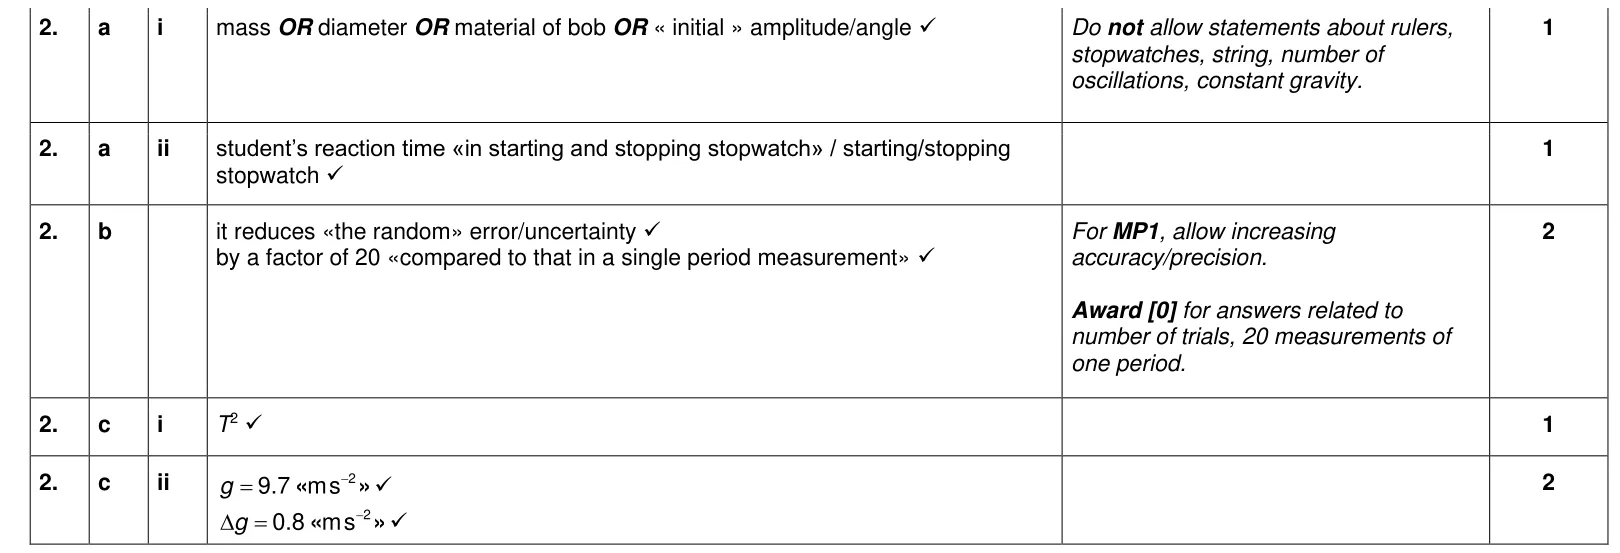 2. a i mass OR diameter OR material of bob OR « initial » amplitude/angle ✓ Do not allow statements about rulers, 1
stopwatches, string, number of
oscillations, constant gravity.
2. a ii student's reaction time «in starting and stopping stopwatch» / starting/stopping 1
stopwatch ✓
2. b it reduces «the random» error/uncertainty ✓ For MP1, allow increasing 2
by a factor of 20 «compared to that in a single period measurement» ✓ accuracy/precision.
Award [0] for answers related to
number of trials, 20 measurements of
one period.
2. c i T² ✓ 1
2. c ii g = 9.7 «m s⁻²» ✓ 2
Δg = 0.8 «m s⁻²» ✓